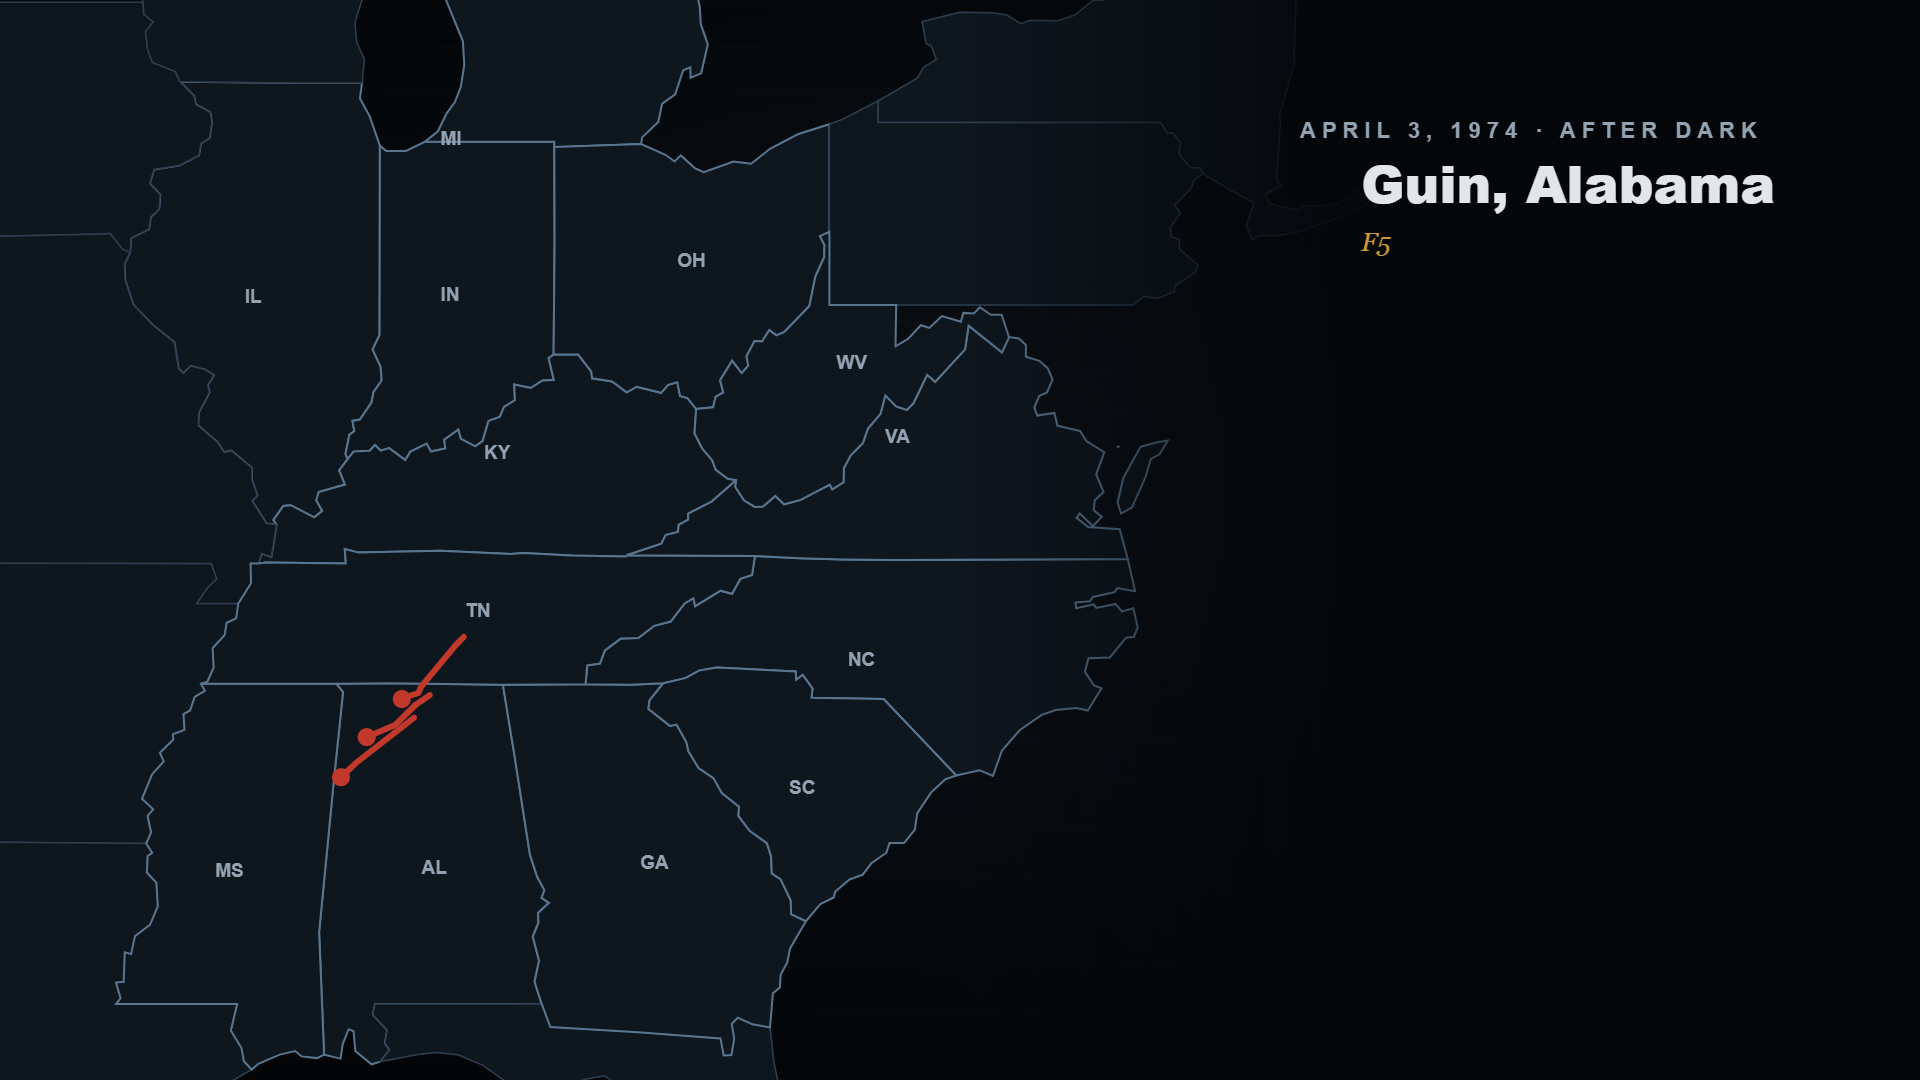 APRIL 3, 1974 · AFTER DARK
Guin, Alabama
F5
MI
OH
IL
IN
WV
VA
KY
TN
NC
SC
GA
AL
MS